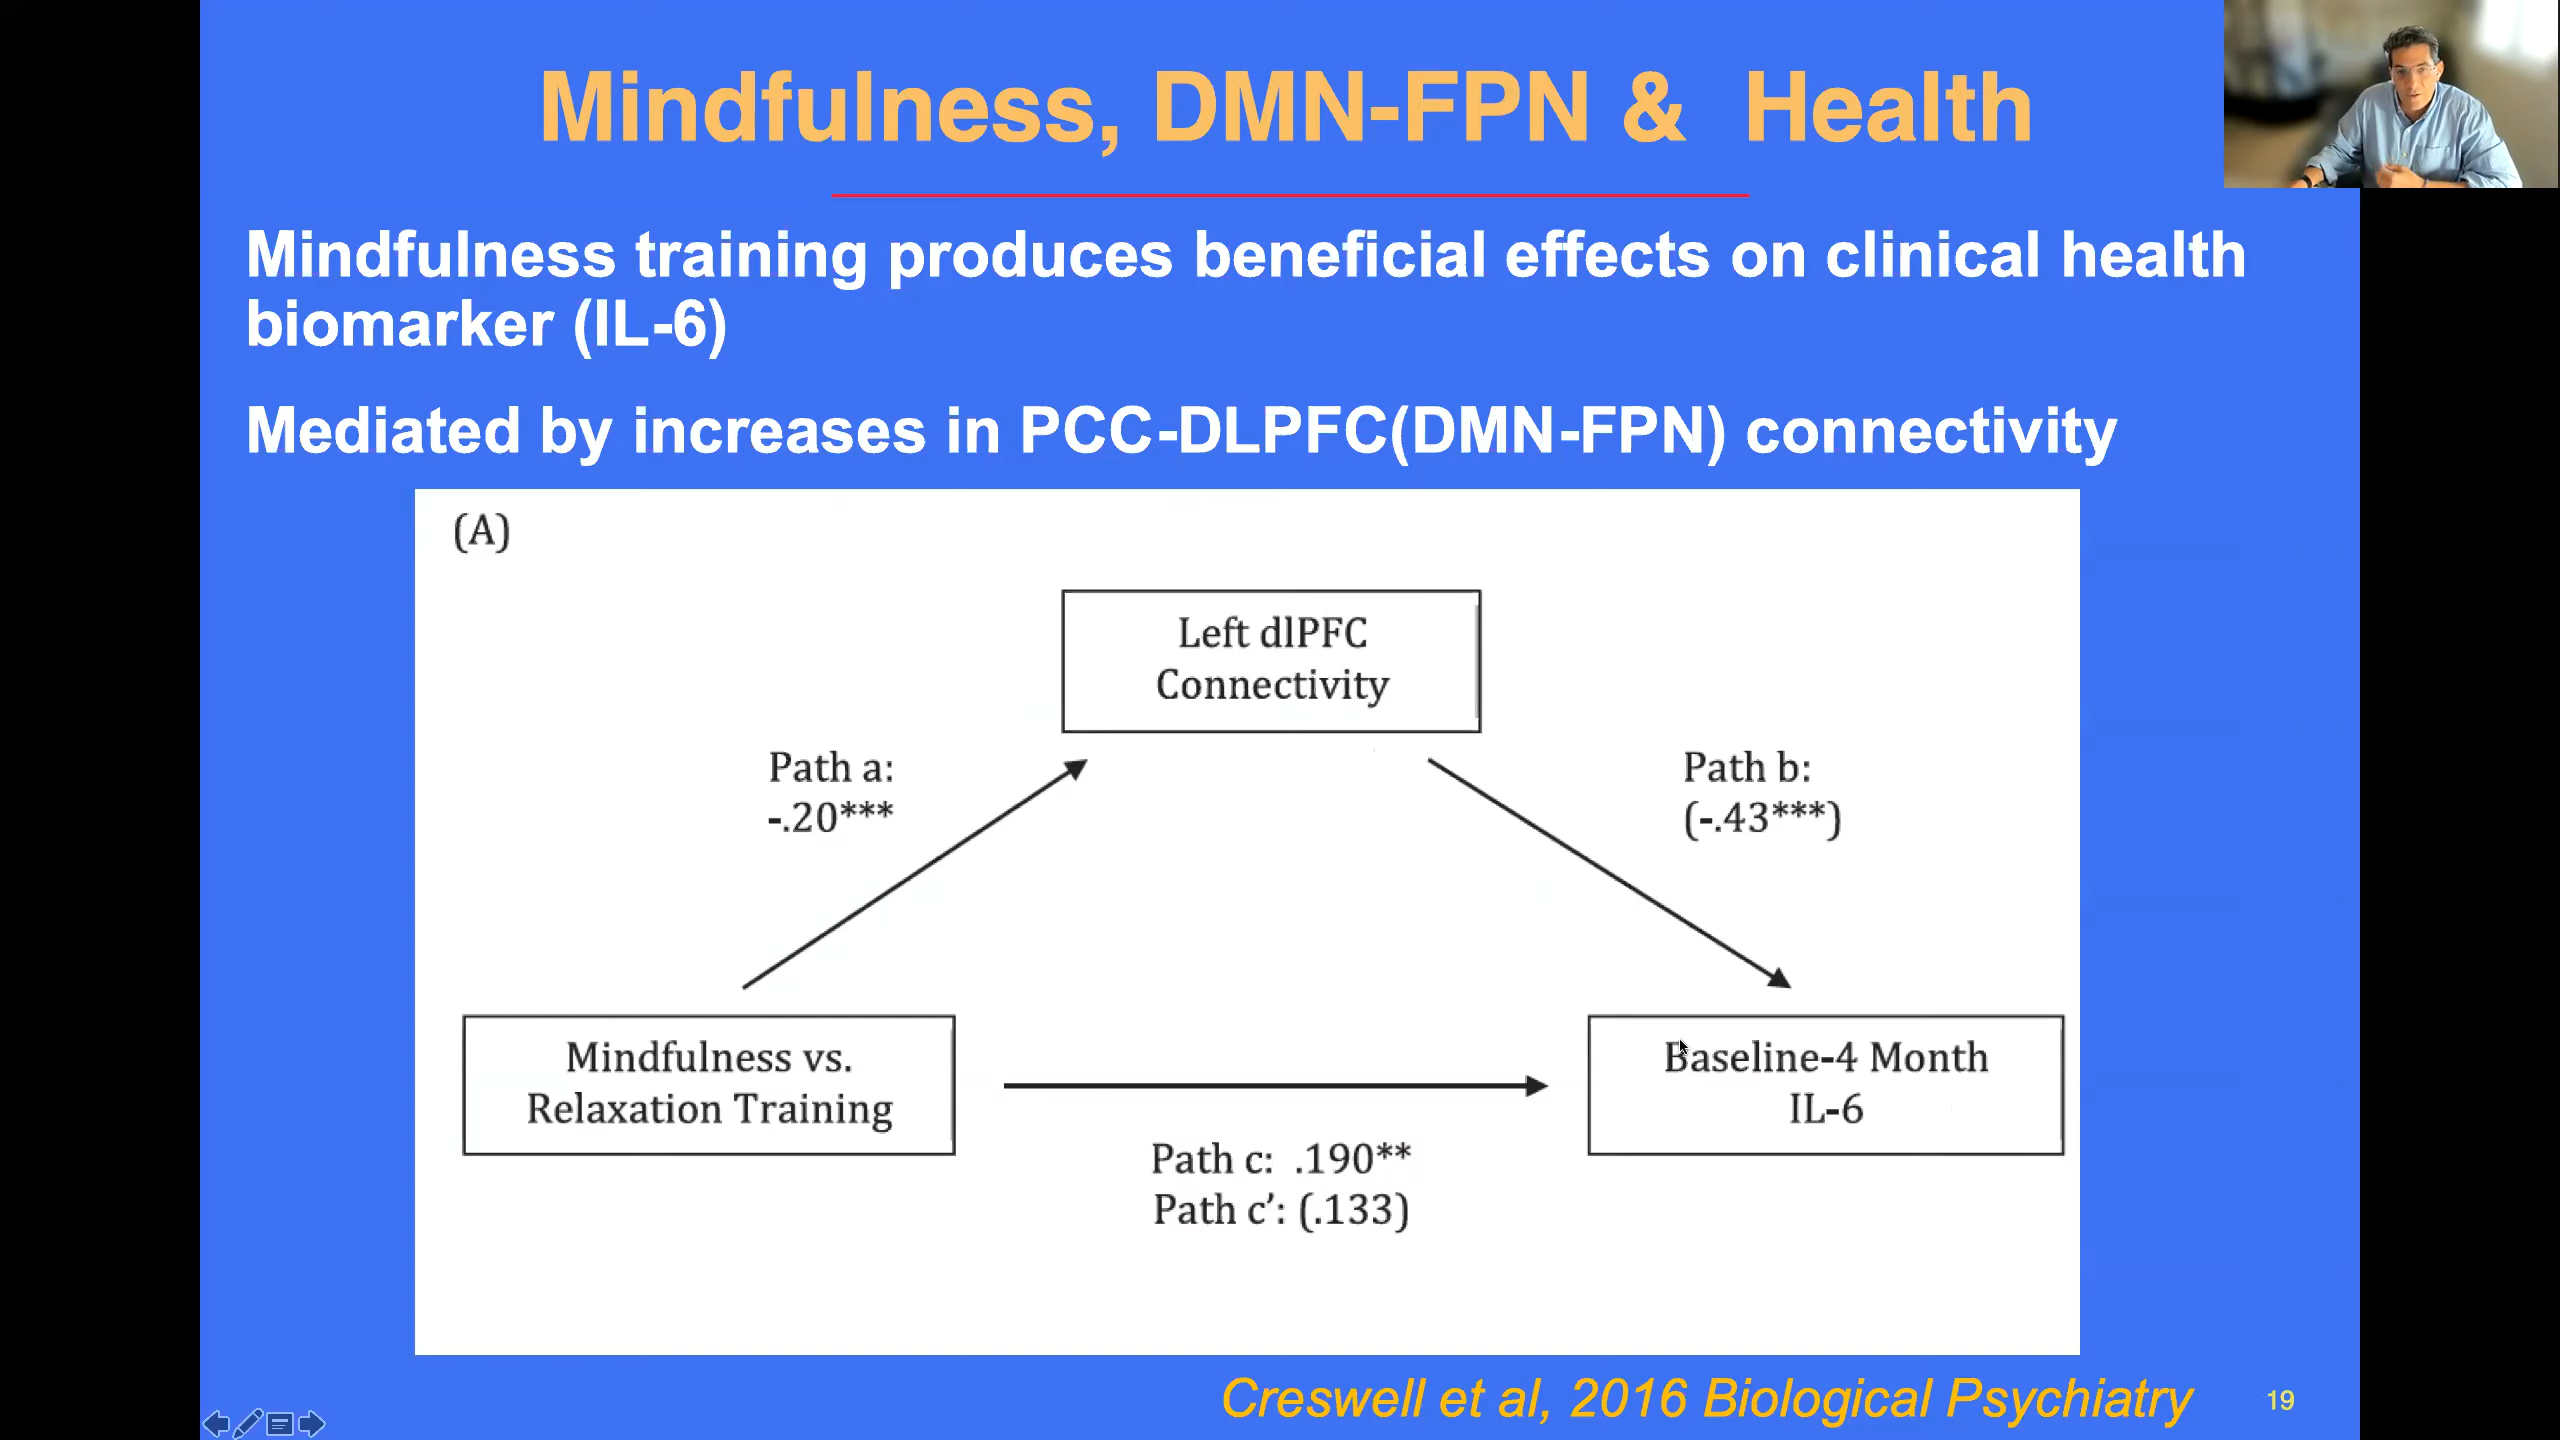 Mindfulness, DMN-FPN & Health
Mindfulness training produces beneficial effects on clinical health
biomarker (IL-6)
Mediated by increases in PCC-DLPFC(DMN-FPN) connectivity
(A)
Left dlPFC
Connectivity
Path a:
-.20***
Path b:
(-.43***)
Mindfulness vs.
Relaxation Training
Baseline-4 Month
IL-6
Path c: .190**
Path c’: (.133)
Creswell et al, 2016 Biological Psychiatry
19